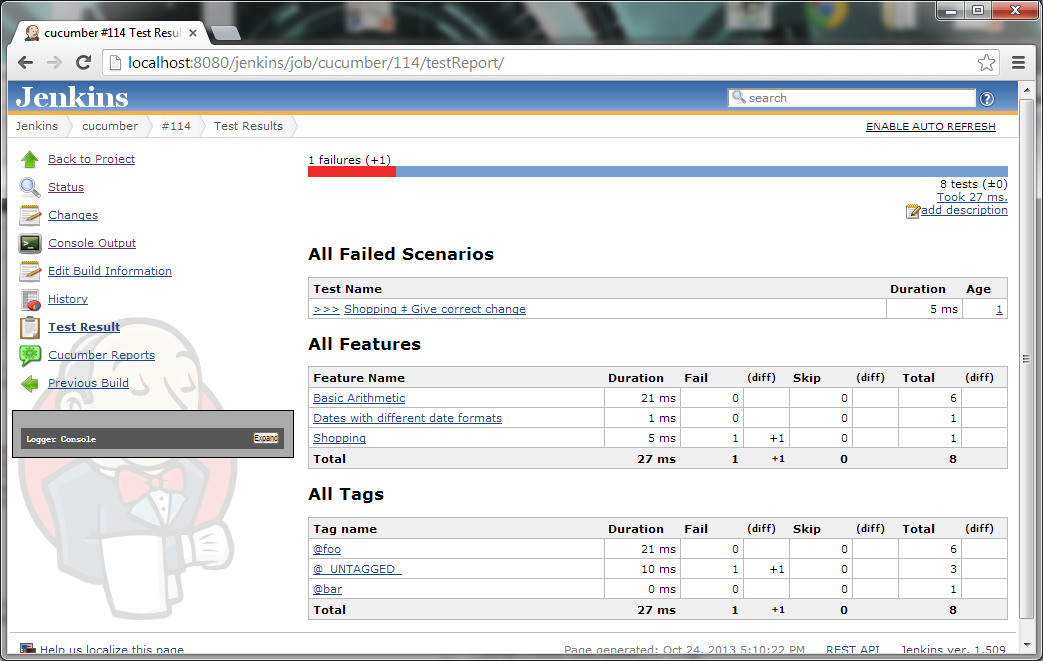 cucumber #114 Test Resul
localhost:8080/jenkins/job/cucumber/114/testReport/
Jenkins
search
Jenkins cucumber #114 Test Results
ENABLE AUTO REFRESH
Back to Project
Status
Changes
Console Output
Edit Build Information
History
Test Result
Cucumber Reports
Previous Build
Logger Console Expand
1 failures (+1)
8 tests (±0)
Took 27 ms.
add description
All Failed Scenarios
Test Name Duration Age
>>> Shopping ‡ Give correct change 5 ms 1
All Features
Feature Name Duration Fail (diff) Skip (diff) Total (diff)
Basic Arithmetic 21 ms 0 0 6
Dates with different date formats 1 ms 0 0 1
Shopping 5 ms 1 +1 0 1
Total 27 ms 1 +1 0 8
All Tags
Tag name Duration Fail (diff) Skip (diff) Total (diff)
@foo 21 ms 0 0 6
@_UNTAGGED_ 10 ms 1 +1 0 3
@bar 0 ms 0 0 1
Total 27 ms 1 +1 0 8
Help us localize this page
Page generated: Oct 24, 2013 5:10:22 PM REST API Jenkins ver. 1.509